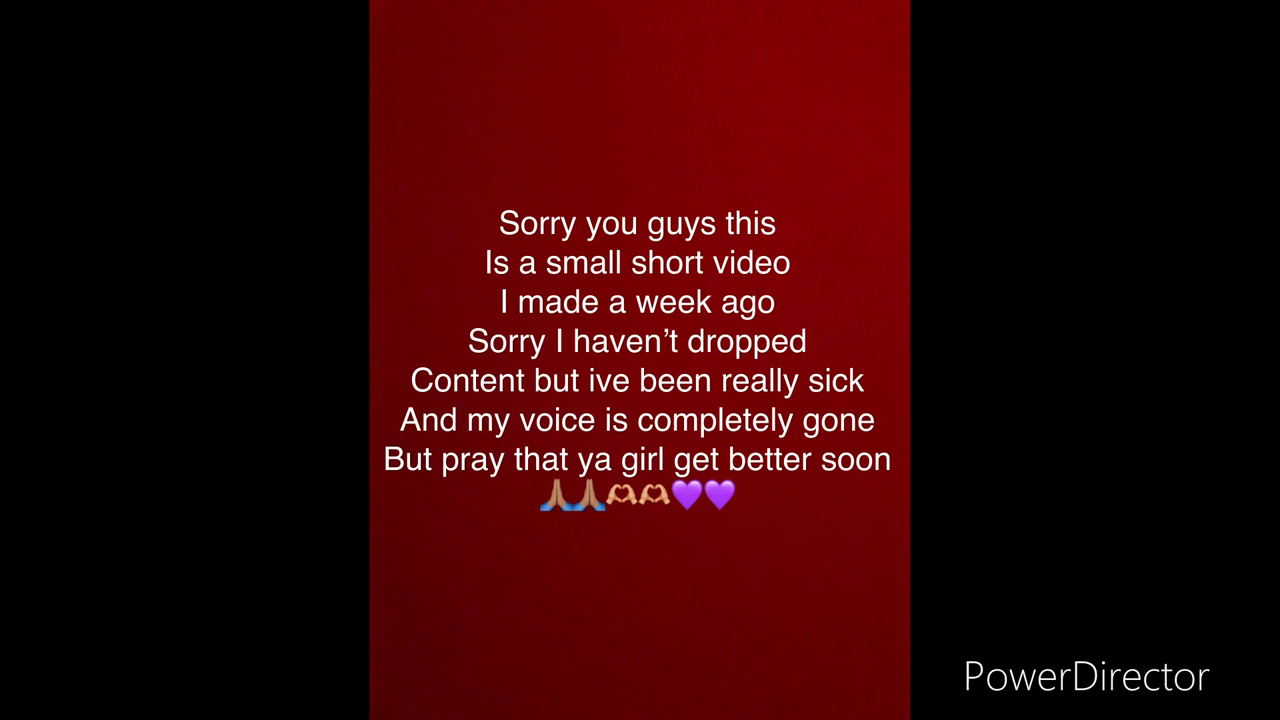 Sorry you guys this
Is a small short video
I made a week ago
Sorry I haven’t dropped
Content but ive been really sick
And my voice is completely gone
But pray that ya girl get better soon
🙏🏽🙏🏽🫶🏼🫶🏼💜💜
PowerDirector